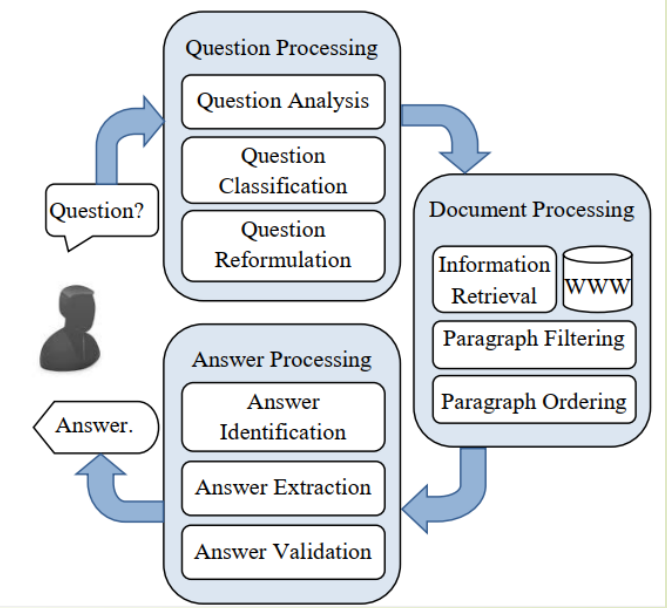 Question Processing
Question Analysis
Question
Classification
Question
Reformulation
Question?
Document Processing
Information
Retrieval
WWW
Paragraph Filtering
Paragraph Ordering
Answer Processing
Answer
Identification
Answer Extraction
Answer Validation
Answer.